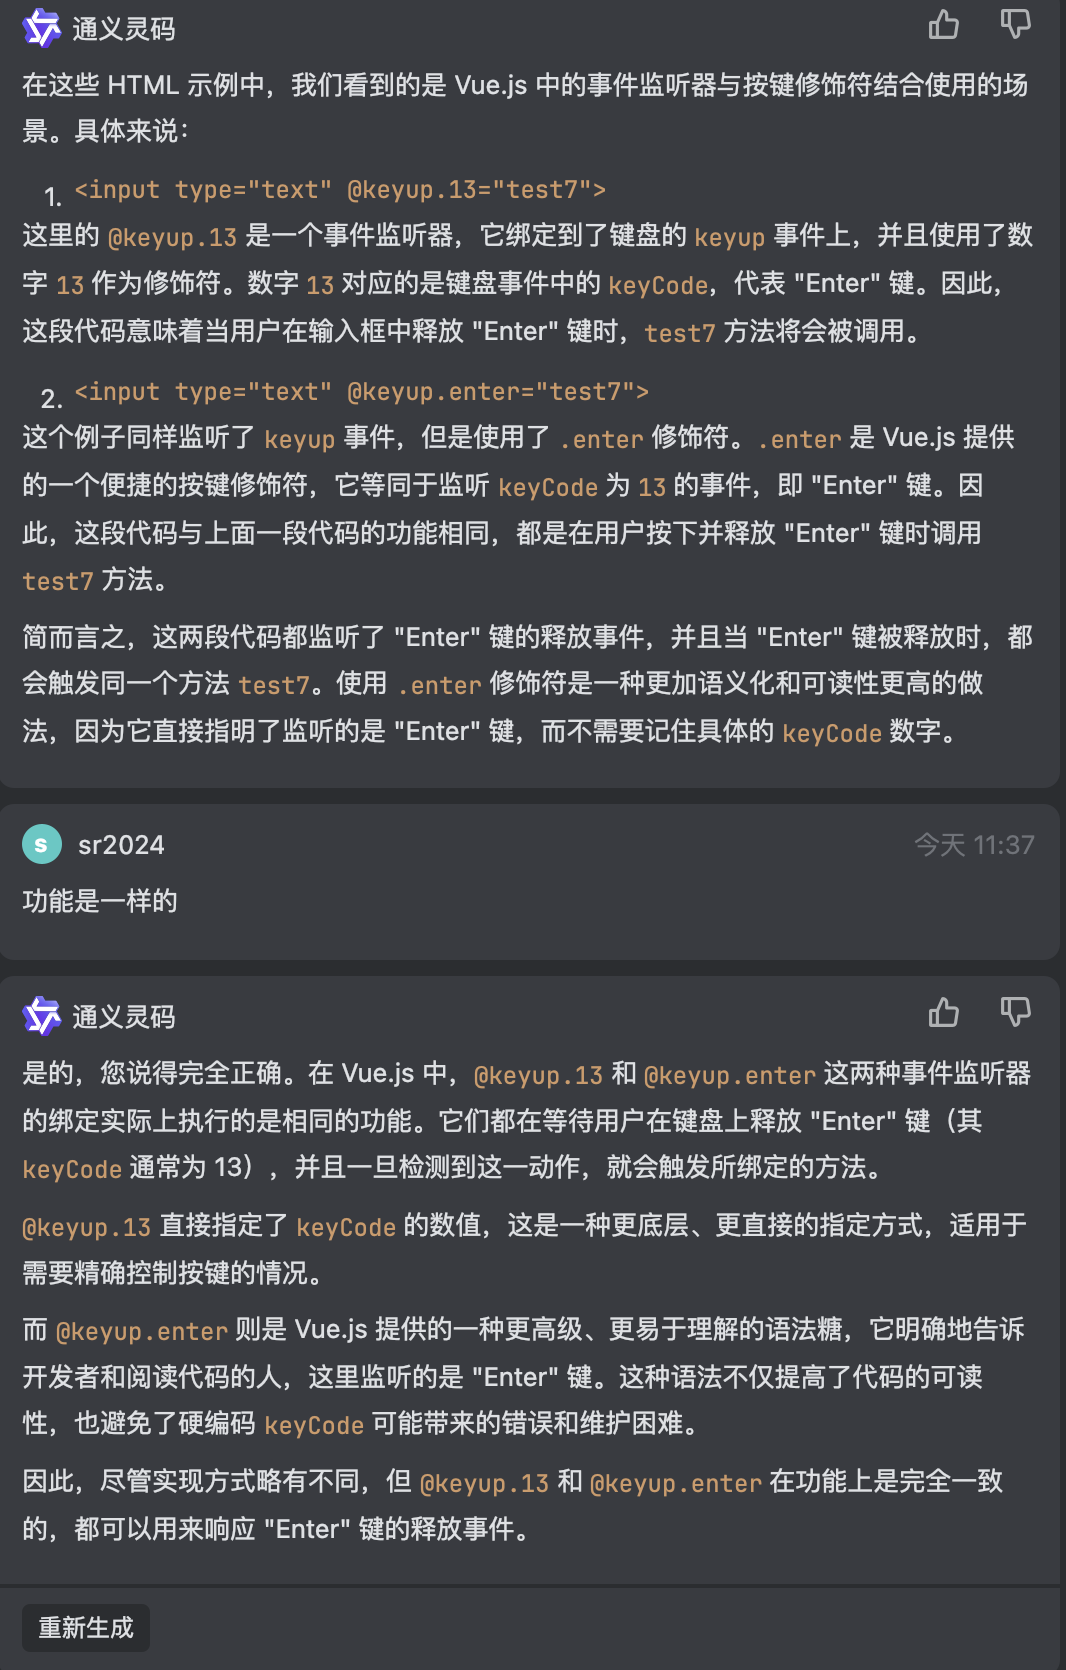 通义灵码
在这些 HTML 示例中，我们看到的是 Vue.js 中的事件监听器与按键修饰符结合使用的场
景。具体来说：
1. <input type="text" @keyup.13="test7">
这里的 @keyup.13 是一个事件监听器，它绑定到了键盘的 keyup 事件上，并且使用了数
字 13 作为修饰符。数字 13 对应的是键盘事件中的 keyCode，代表 "Enter" 键。因此，
这段代码意味着当用户在输入框中释放 "Enter" 键时，test7 方法将会被调用。
2. <input type="text" @keyup.enter="test7">
这个例子同样监听了 keyup 事件，但是使用了 .enter 修饰符。.enter 是 Vue.js 提供
的一个便捷的按键修饰符，它等同于监听 keyCode 为 13 的事件，即 "Enter" 键。因
此，这段代码与上面一段代码的功能相同，都是在用户按下并释放 "Enter" 键时调用
test7 方法。
简而言之，这两段代码都监听了 "Enter" 键的释放事件，并且当 "Enter" 键被释放时，都
会触发同一个方法 test7。使用 .enter 修饰符是一种更加语义化和可读性更高的做
法，因为它直接指明了监听的是 "Enter" 键，而不需要记住具体的 keyCode 数字。
s sr2024 今天 11:37
功能是一样的
通义灵码
是的，您说得完全正确。在 Vue.js 中，@keyup.13 和 @keyup.enter 这两种事件监听器
的绑定实际上执行的是相同的功能。它们都在等待用户在键盘上释放 "Enter" 键（其
keyCode 通常为 13），并且一旦检测到这一动作，就会触发所绑定的方法。
@keyup.13 直接指定了 keyCode 的数值，这是一种更底层、更直接的指定方式，适用于
需要精确控制按键的情况。
而 @keyup.enter 则是 Vue.js 提供的一种更高级、更易于理解的语法糖，它明确地告诉
开发者和阅读代码的人，这里监听的是 "Enter" 键。这种语法不仅提高了代码的可读
性，也避免了硬编码 keyCode 可能带来的错误和维护困难。
因此，尽管实现方式略有不同，但 @keyup.13 和 @keyup.enter 在功能上是完全一致
的，都可以用来响应 "Enter" 键的释放事件。
重新生成